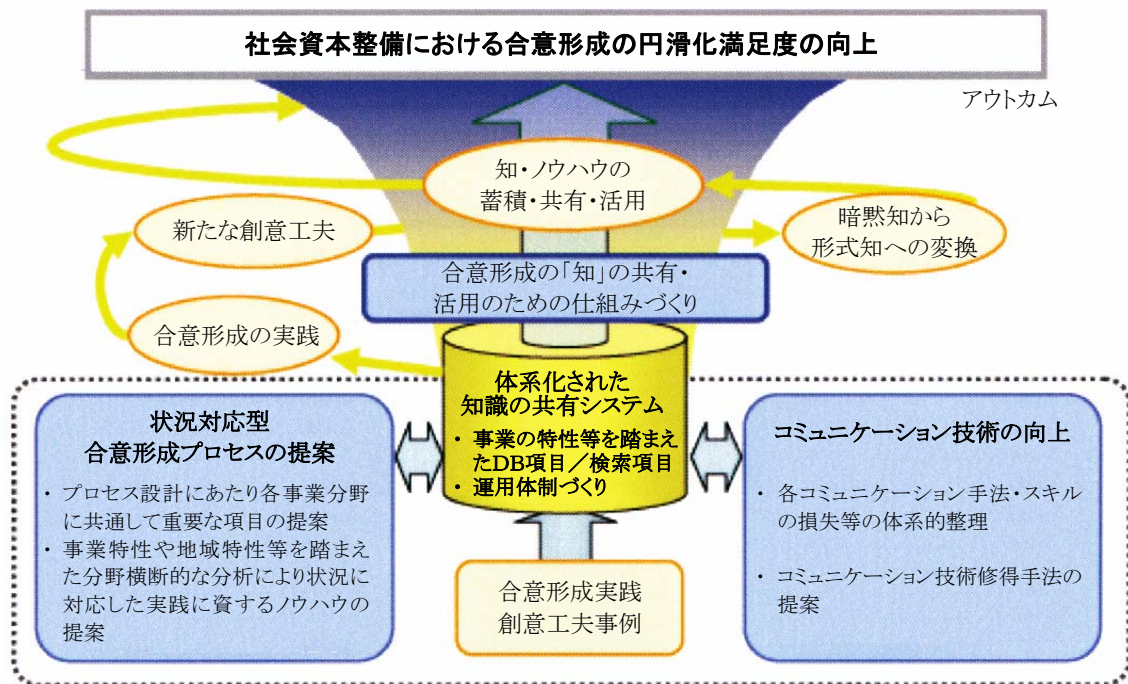 社会資本整備における合意形成の円滑化満足度の向上
アウトカム
知・ノウハウの
蓄積・共有・活用
新たな創意工夫
暗黙知から
形式知への変換
合意形成の「知」の共有・
活用のための仕組みづくり
合意形成の実践
体系化された
知識の共有システム
・ 事業の特性等を踏まえ
たDB項目／検索項目
・ 運用体制づくり
状況対応型
合意形成プロセスの提案
・ プロセス設計にあたり各事業分野
に共通して重要な項目の提案
・ 事業特性や地域特性等を踏まえ
た分野横断的な分析により状況に
対応した実践に資するノウハウの
提案
コミュニケーション技術の向上
・ 各コミュニケーション手法・スキル
の損失等の体系的整理
・ コミュニケーション技術修得手法の
提案
合意形成実践
創意工夫事例